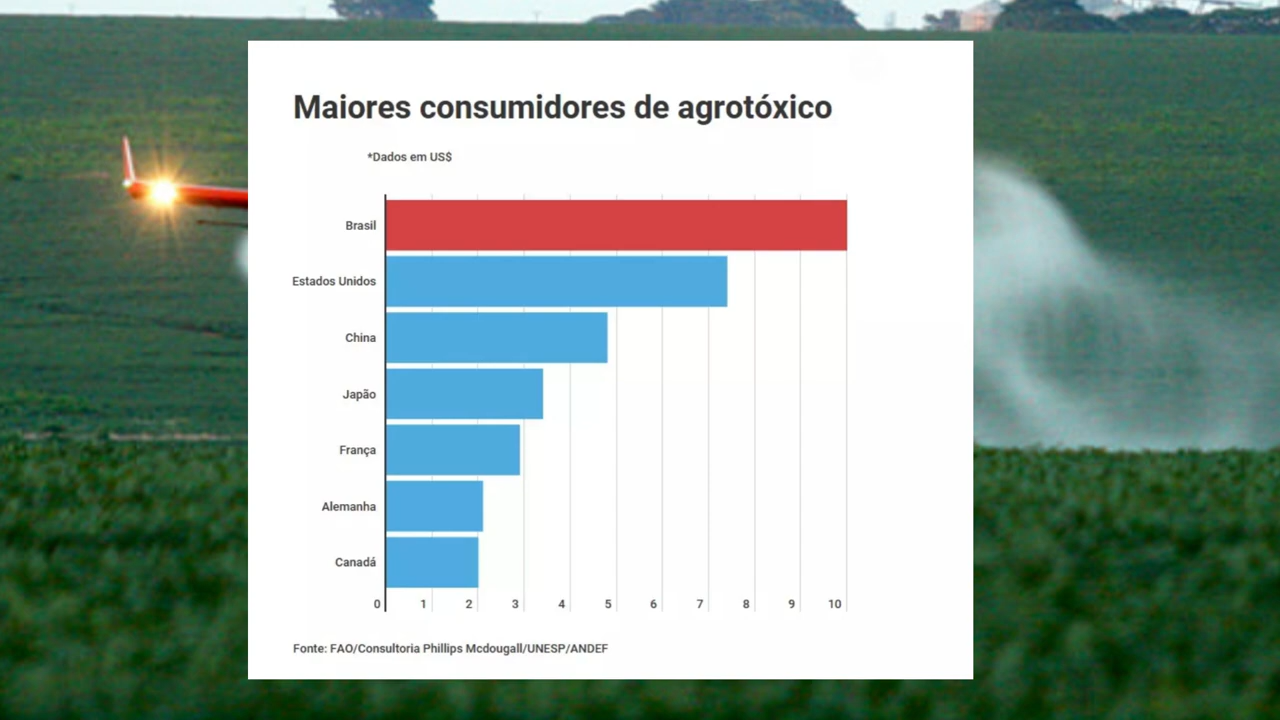 Maiores consumidores de agrotóxico
*Dados em US$
Brasil
Estados Unidos
China
Japão
França
Alemanha
Canadá
0 1 2 3 4 5 6 7 8 9 10
Fonte: FAO/Consultoria Phillips Mcdougall/UNESP/ANDEF